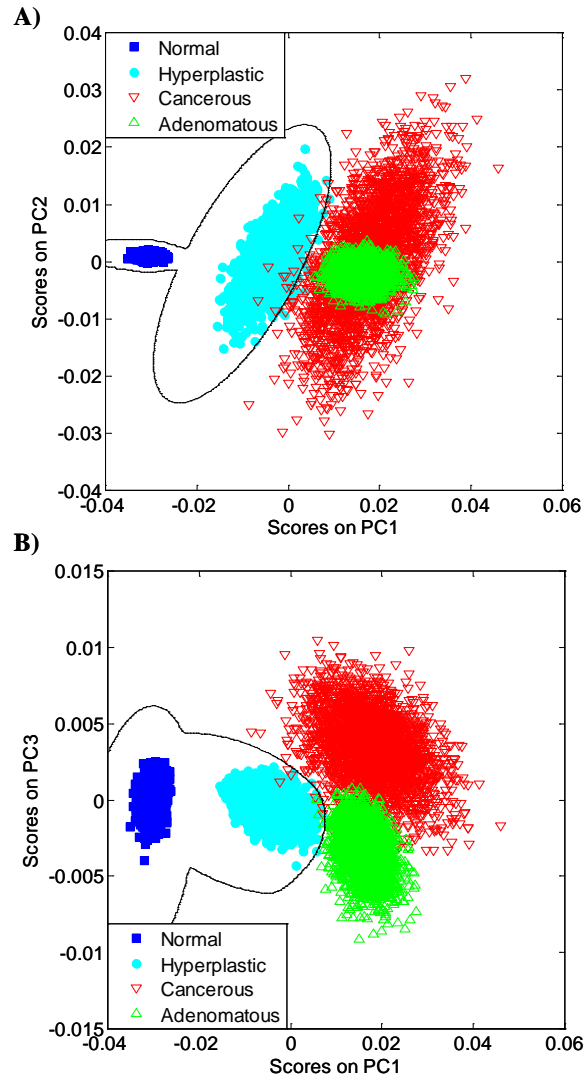 A)
0.04
Normal
Hyperplastic
Cancerous
Adenomatous
0.03
0.02
0.01
0
-0.01
-0.02
-0.03
-0.04
Scores on PC2
-0.04 -0.02 0 0.02 0.04 0.06
Scores on PC1
B)
0.015
0.01
0.005
0
-0.005
-0.01
-0.015
Scores on PC3
Normal
Hyperplastic
Cancerous
Adenomatous
-0.04 -0.02 0 0.02 0.04 0.06
Scores on PC1